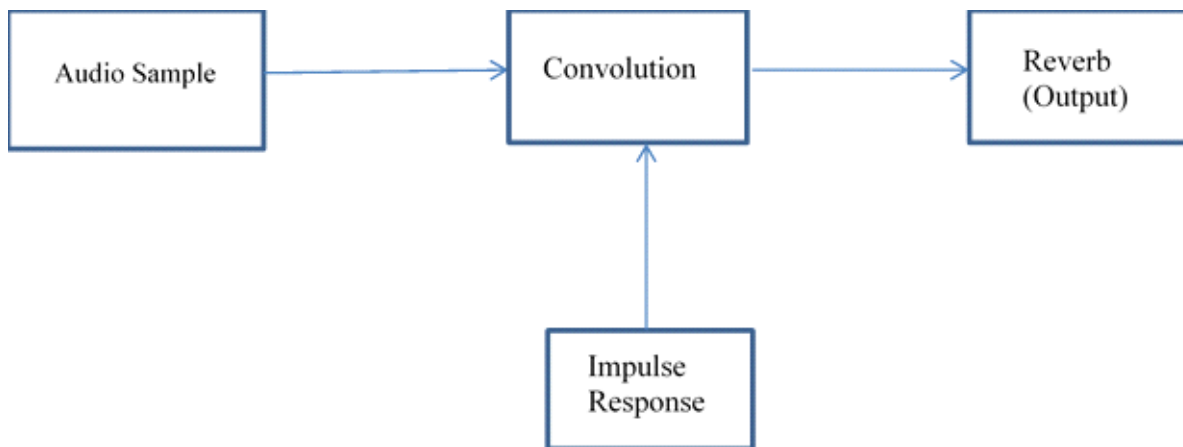 Audio Sample
Convolution
Reverb
(Output)
Impulse
Response